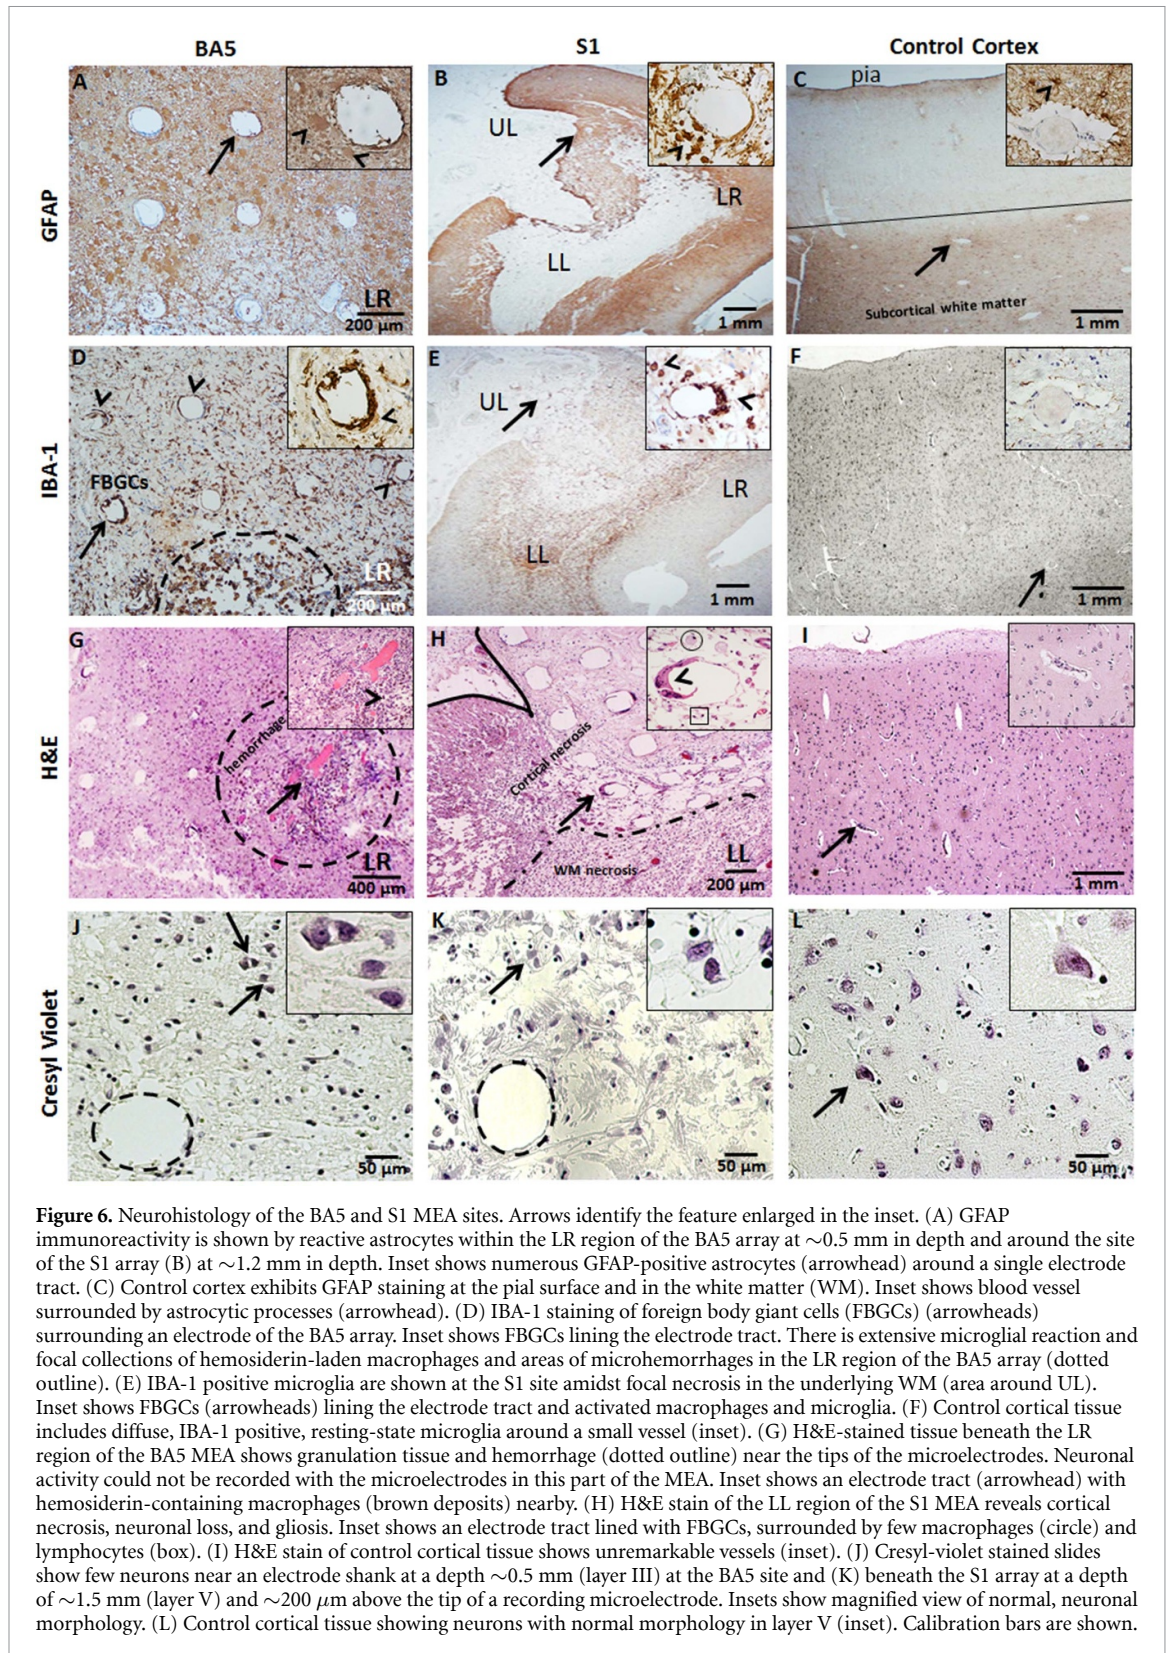 BA5
S1
Control Cortex
GFAP
A
LR
200 µm
B
UL
LR
LL
1 mm
C
pia
Subcortical white matter
1 mm
IBA-1
D
FBGCs
LR
200 µm
E
UL
LR
LL
1 mm
F
1 mm
H&E
G
hemorrhage
LR
400 µm
H
Cortical necrosis
WM necrosis
LL
200 µm
I
1 mm
Cresyl Violet
J
50 µm
K
50 µm
L
50 µm
Figure 6. Neurohistology of the BA5 and S1 MEA sites. Arrows identify the feature enlarged in the inset. (A) GFAP
immunoreactivity is shown by reactive astrocytes within the LR region of the BA5 array at ∼0.5 mm in depth and around the site
of the S1 array (B) at ∼1.2 mm in depth. Inset shows numerous GFAP-positive astrocytes (arrowhead) around a single electrode
tract. (C) Control cortex exhibits GFAP staining at the pial surface and in the white matter (WM). Inset shows blood vessel
surrounded by astrocytic processes (arrowhead). (D) IBA-1 staining of foreign body giant cells (FBGCs) (arrowheads)
surrounding an electrode of the BA5 array. Inset shows FBGCs lining the electrode tract. There is extensive microglial reaction and
focal collections of hemosiderin-laden macrophages and areas of microhemorrhages in the LR region of the BA5 array (dotted
outline). (E) IBA-1 positive microglia are shown at the S1 site amidst focal necrosis in the underlying WM (area around UL).
Inset shows FBGCs (arrowheads) lining the electrode tract and activated macrophages and microglia. (F) Control cortical tissue
includes diffuse, IBA-1 positive, resting-state microglia around a small vessel (inset). (G) H&E-stained tissue beneath the LR
region of the BA5 MEA shows granulation tissue and hemorrhage (dotted outline) near the tips of the microelectrodes. Neuronal
activity could not be recorded with the microelectrodes in this part of the MEA. Inset shows an electrode tract (arrowhead) with
hemosiderin-containing macrophages (brown deposits) nearby. (H) H&E stain of the LL region of the S1 MEA reveals cortical
necrosis, neuronal loss, and gliosis. Inset shows an electrode tract lined with FBGCs, surrounded by few macrophages (circle) and
lymphocytes (box). (I) H&E stain of control cortical tissue shows unremarkable vessels (inset). (J) Cresyl-violet stained slides
show few neurons near an electrode shank at a depth ∼0.5 mm (layer III) at the BA5 site and (K) beneath the S1 array at a depth
of ∼1.5 mm (layer V) and ∼200 µm above the tip of a recording microelectrode. Insets show magnified view of normal, neuronal
morphology. (L) Control cortical tissue showing neurons with normal morphology in layer V (inset). Calibration bars are shown.